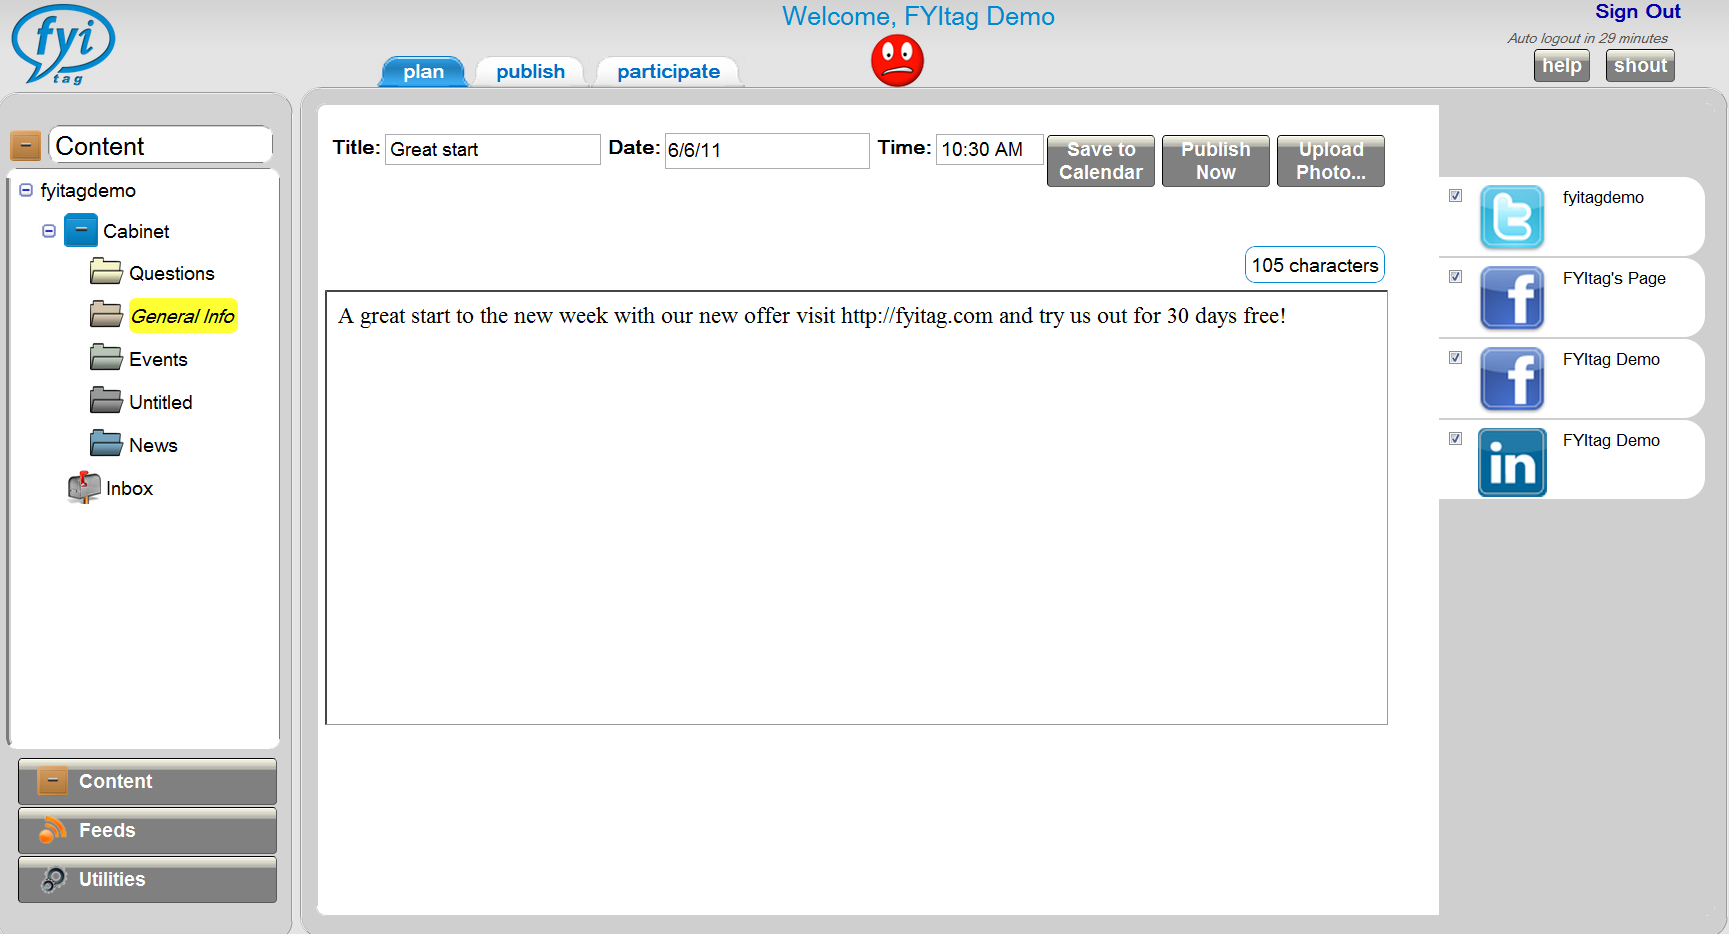 fyi
tag
Welcome, FYItag Demo
Sign Out
Auto logout in 29 minutes
help
shout
plan
publish
participate
Content
fyitagdemo
Cabinet
Questions
General Info
Events
Untitled
News
Inbox
Content
Feeds
Utilities
Title: Great start Date: 6/6/11 Time: 10:30 AM
Save to
Calendar
Publish
Now
Upload
Photo...
105 characters
A great start to the new week with our new offer visit http://fyitag.com and try us out for 30 days free!
fyitagdemo
FYItag's Page
FYItag Demo
in
FYItag Demo